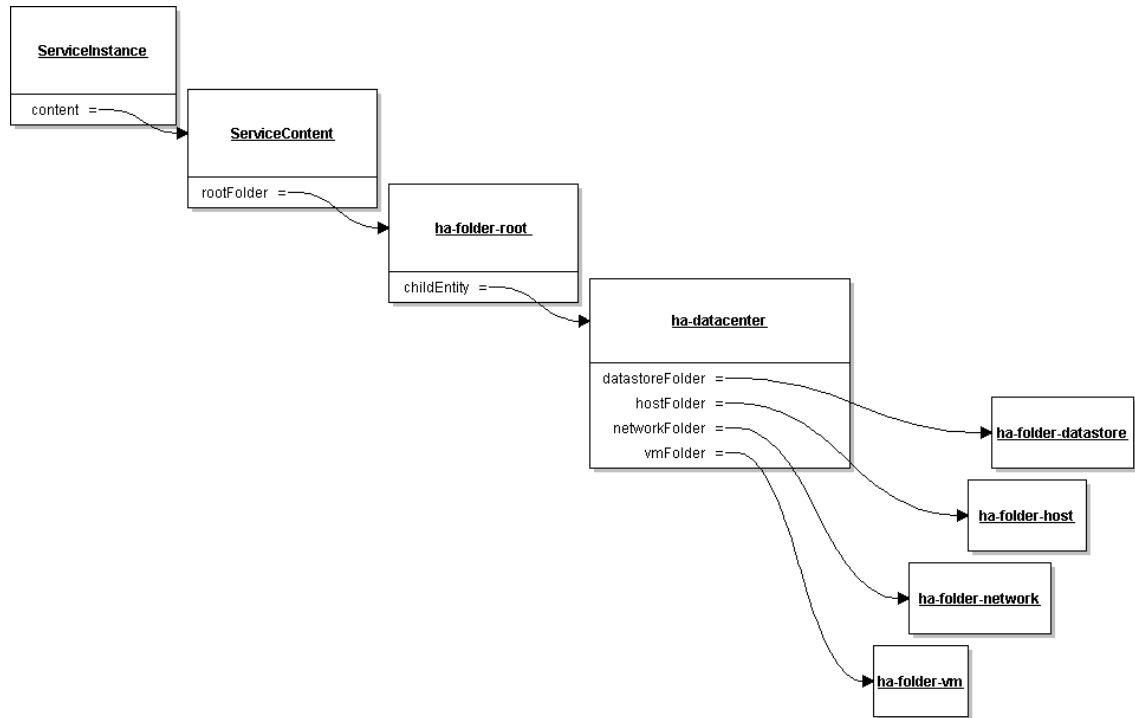 ServiceInstance
content =
ServiceContent
rootFolder =
ha-folder-root
childEntity =
ha-datacenter
datastoreFolder =
hostFolder =
networkFolder =
vmFolder =
ha-folder-datastore
ha-folder-host
ha-folder-network
ha-folder-vm